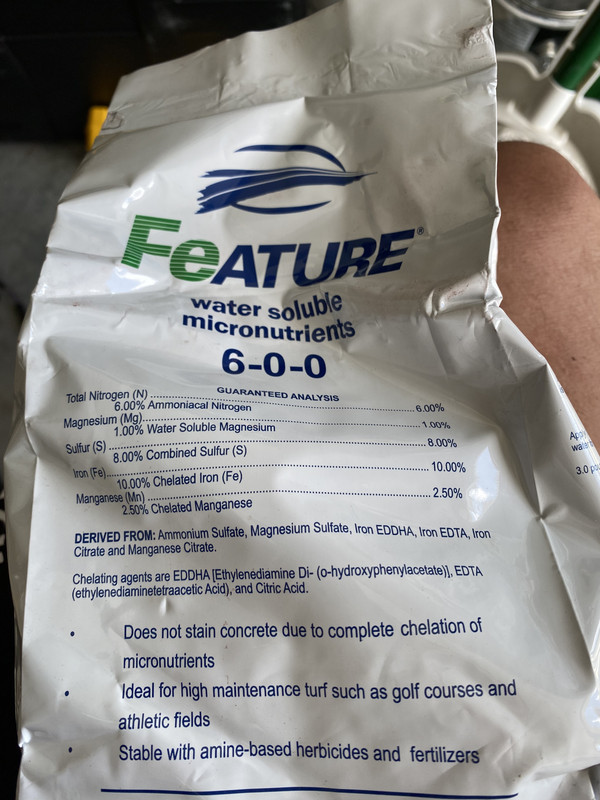 FeATURE®
water soluble
micronutrients
6-0-0
GUARANTEED ANALYSIS
Total Nitrogen (N) ........ 6.00%
6.00% Ammoniacal Nitrogen
Magnesium (Mg) ........ 1.00%
1.00% Water Soluble Magnesium
Sulfur (S) ........ 8.00%
8.00% Combined Sulfur (S)
Iron (Fe) ........ 10.00%
10.00% Chelated Iron (Fe)
Manganese (Mn) ........ 2.50%
2.50% Chelated Manganese
DERIVED FROM: Ammonium Sulfate, Magnesium Sulfate, Iron EDDHA, Iron EDTA, Iron
Citrate and Manganese Citrate.
Chelating agents are EDDHA [Ethylenediamine Di- (o-hydroxyphenylacetate)], EDTA
(ethylenediaminetetraacetic Acid), and Citric Acid.
• Does not stain concrete due to complete chelation of
micronutrients
• Ideal for high maintenance turf such as golf courses and
athletic fields
• Stable with amine-based herbicides and fertilizers
3.0